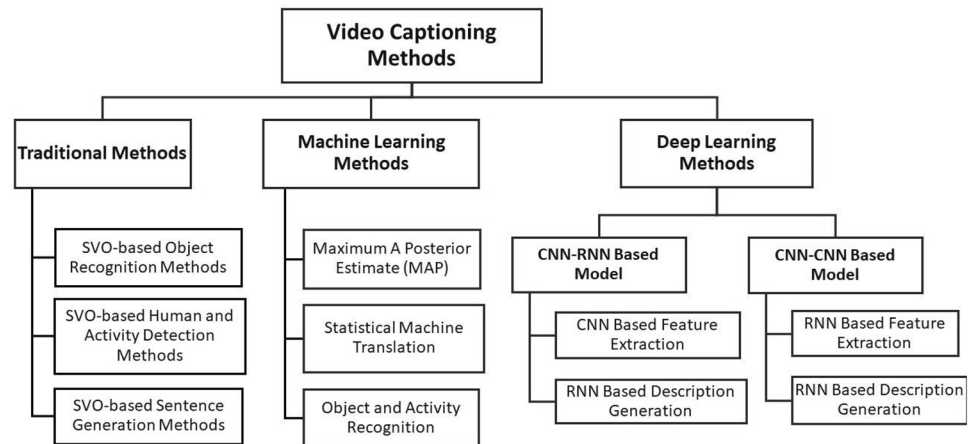 Video Captioning
Methods
Traditional Methods
Machine Learning
Methods
Deep Learning
Methods
SVO-based Object
Recognition Methods
SVO-based Human and
Activity Detection
Methods
SVO-based Sentence
Generation Methods
Maximum A Posterior
Estimate (MAP)
Statistical Machine
Translation
Object and Activity
Recognition
CNN-RNN Based
Model
CNN Based Feature
Extraction
RNN Based Description
Generation
CNN-CNN Based
Model
RNN Based Feature
Extraction
RNN Based Description
Generation